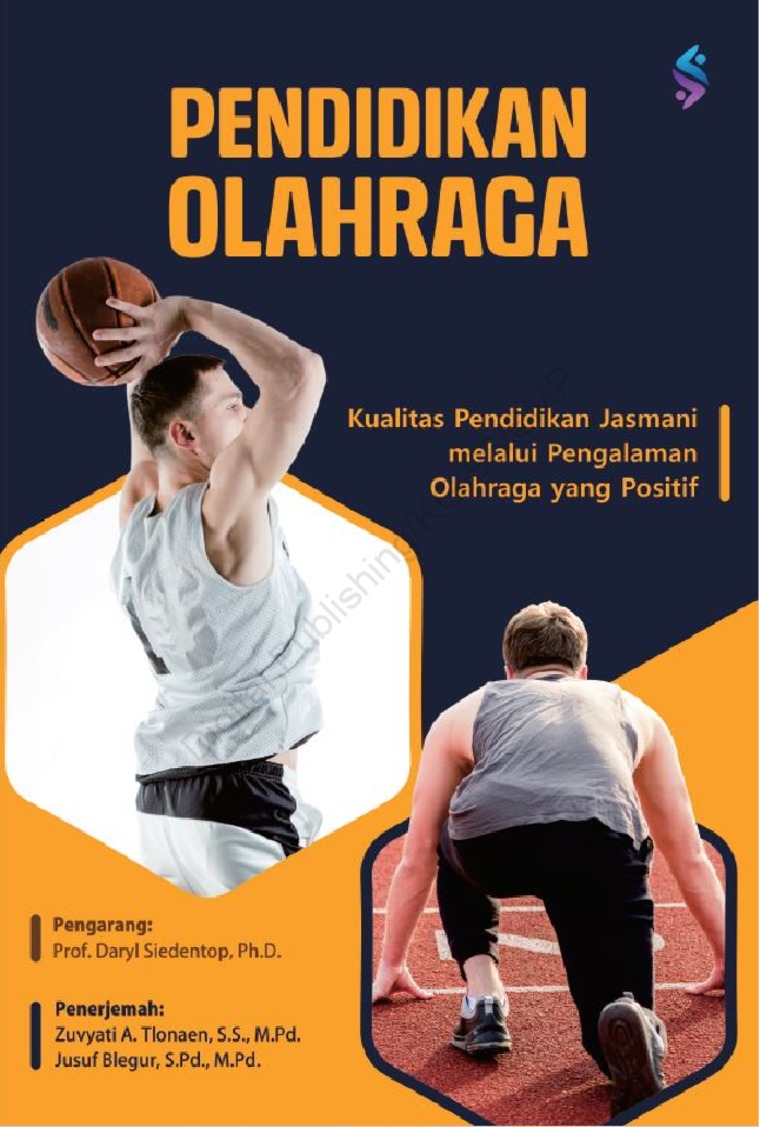 PENDIDIKAN
OLAHRAGA
Kualitas Pendidikan Jasmani
melalui Pengalaman
Olahraga yang Positif
Pengarang:
Prof. Daryl Siedentop, Ph.D.
Penerjemah:
Zuvyati A. Tlonaen, S.S., M.Pd.
Jusuf Blegur, S.Pd., M.Pd.